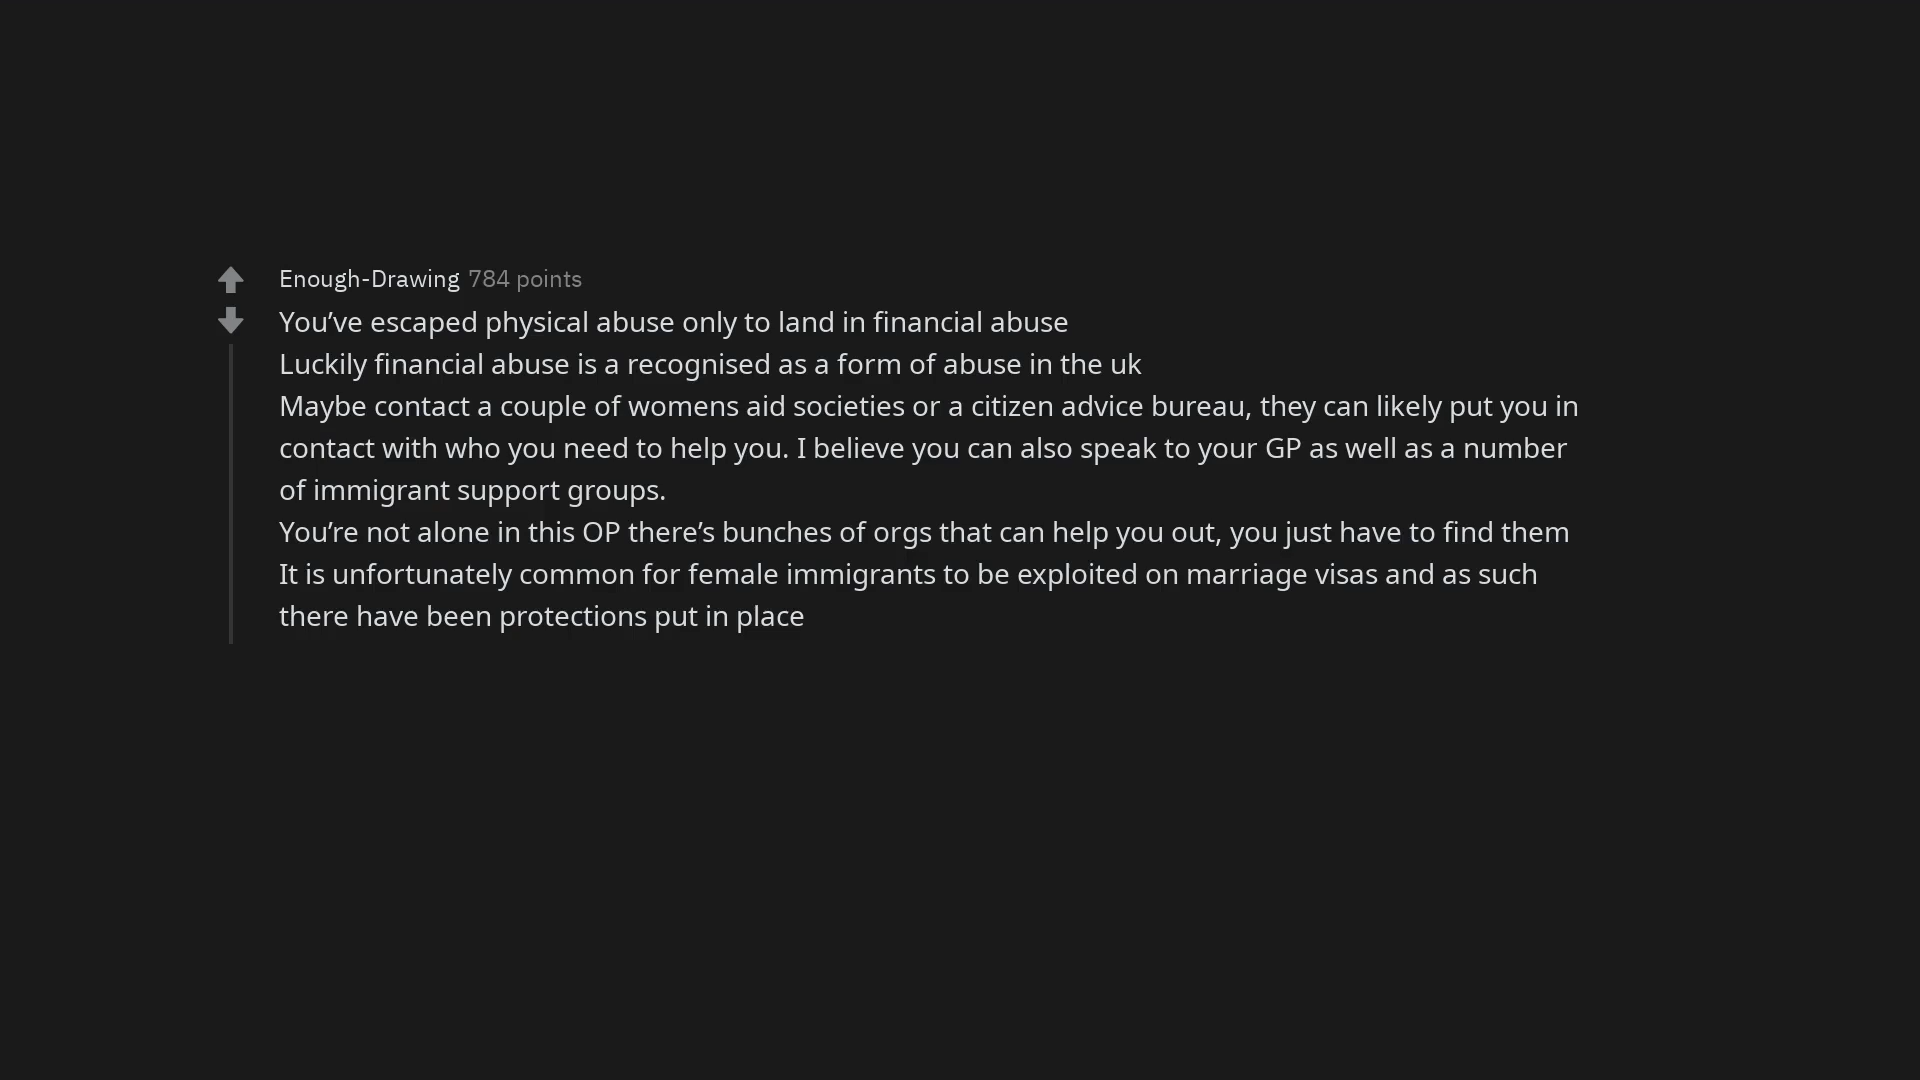 Enough-Drawing 784 points
You’ve escaped physical abuse only to land in financial abuse
Luckily financial abuse is a recognised as a form of abuse in the uk
Maybe contact a couple of womens aid societies or a citizen advice bureau, they can likely put you in
contact with who you need to help you. I believe you can also speak to your GP as well as a number
of immigrant support groups.
You’re not alone in this OP there’s bunches of orgs that can help you out, you just have to find them
It is unfortunately common for female immigrants to be exploited on marriage visas and as such
there have been protections put in place